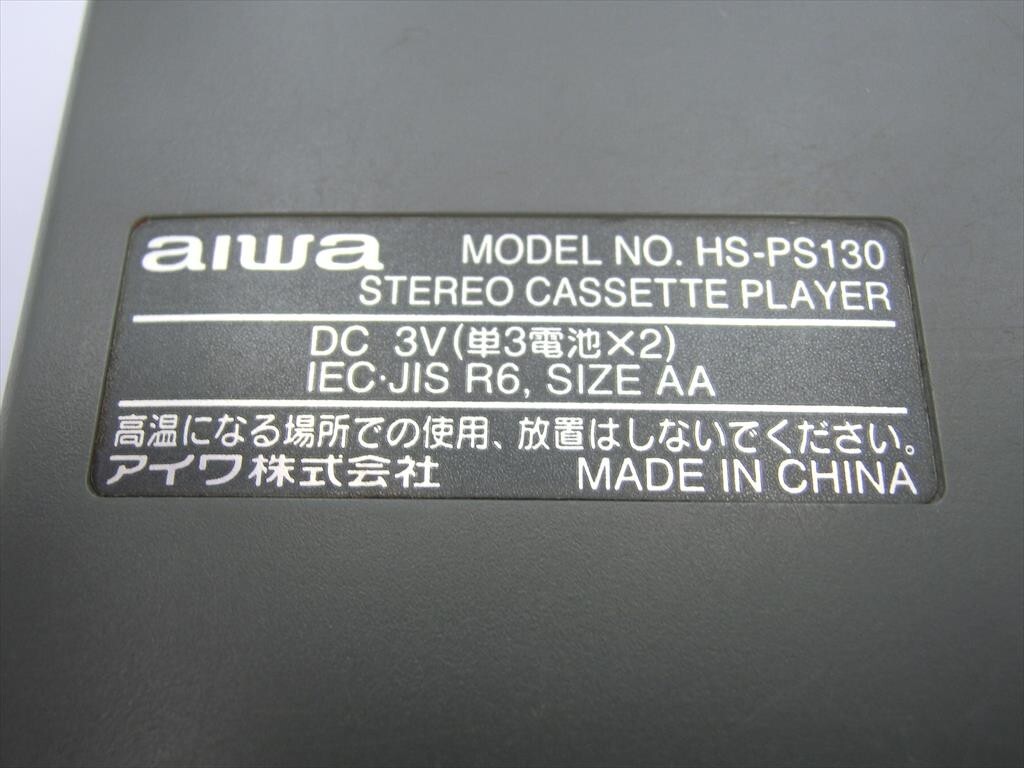 aiwa MODEL NO. HS-PS130
STEREO CASSETTE PLAYER
DC 3V(単3電池×2)
IEC·JIS R6, SIZE AA
高温になる場所での使用、放置はしないでください。
アイワ株式会社 MADE IN CHINA